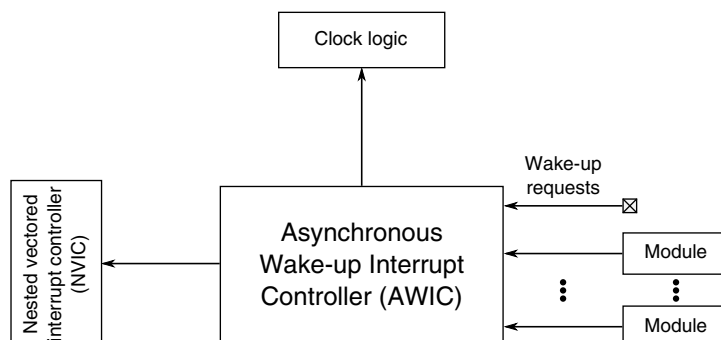 Clock logic
Wake-up
requests
Nested vectored
interrupt controller
(NVIC)
Asynchronous
Wake-up Interrupt
Controller (AWIC)
Module
Module